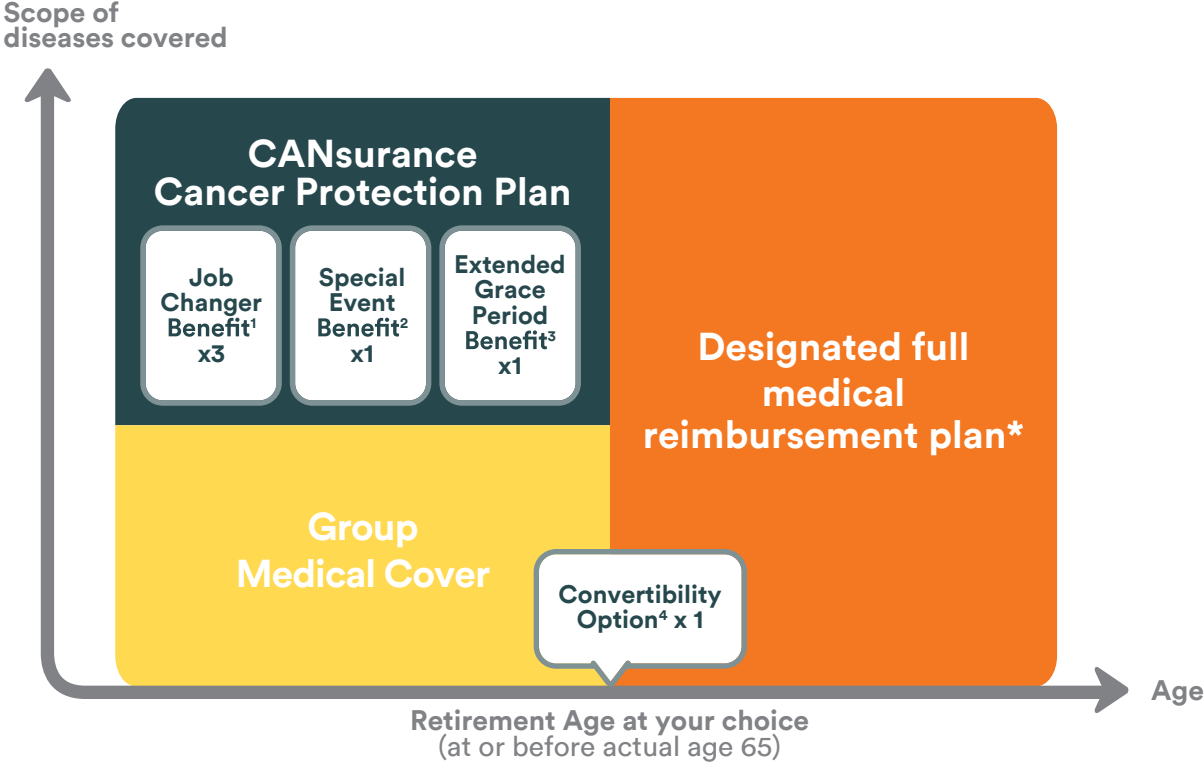 Scope of
diseases covered
CANsurance
Cancer Protection Plan
Job
Changer
Benefit¹
x3
Special
Event
Benefit²
x1
Extended
Grace
Period
Benefit³
x1
Designated full
medical
reimbursement plan*
Group
Medical Cover
Convertibility
Option⁴ x 1
Age
Retirement Age at your choice
(at or before actual age 65)